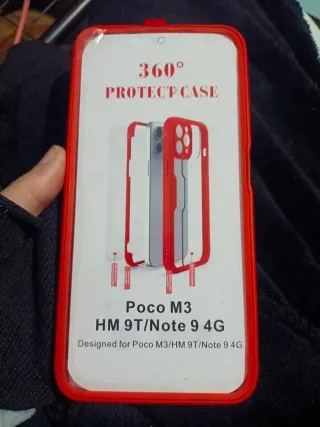 360°
PROTECT CASE
Poco M3
HM 9T/Note 9 4G
Designed for Poco M3/HM 9T/Note 9 4G